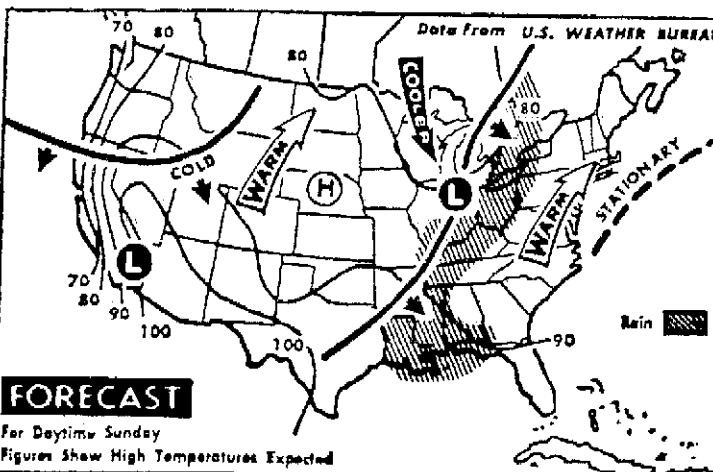 Data From U.S. WEATHER BUREAU
70
80
80
COOLER
80
COLD
WARM
H
L
WARM
STATIONARY
L
70
80
90
100
100
90
Rain
FORECAST
For Daytime Sunday
Figures Show High Temperatures Expected